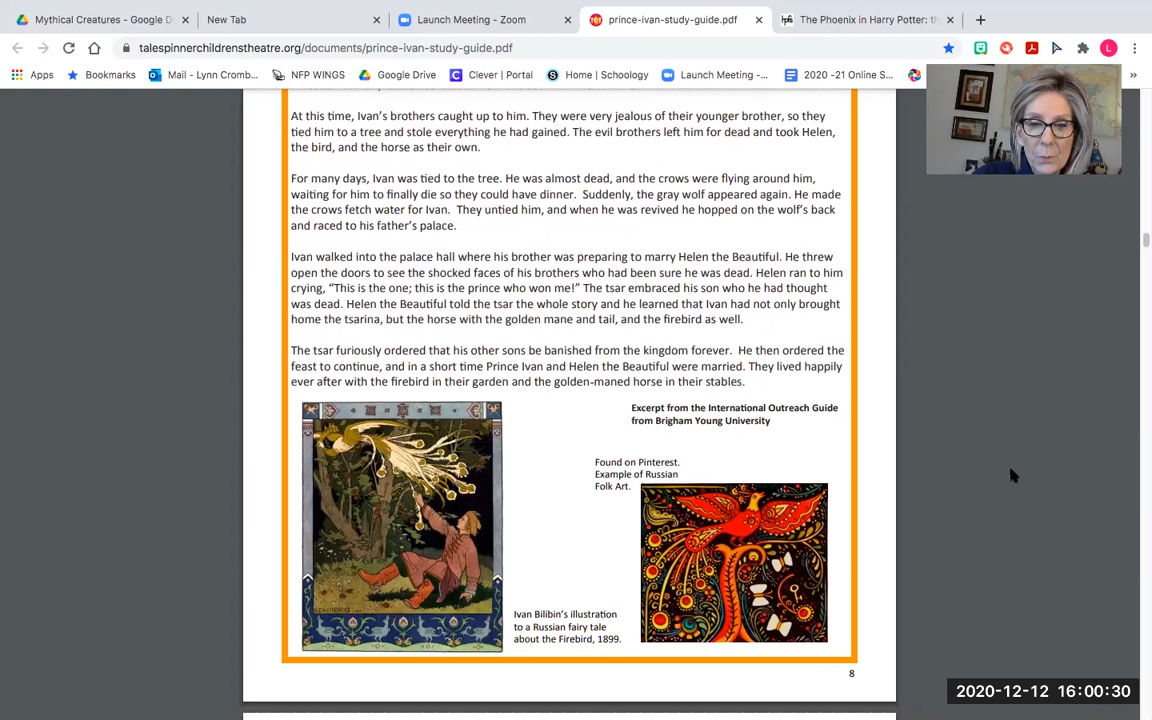 Mythical Creatures - Google D
New Tab
Launch Meeting - Zoom
prince-ivan-study-guide.pdf
The Phoenix in Harry Potter: th
talespinnerchildrenstheatre.org/documents/prince-ivan-study-guide.pdf
L
Apps
Bookmarks
Mail - Lynn Cromb...
NFP WINGS
Google Drive
Clever | Portal
Home | Schoology
Launch Meeting -...
2020 -21 Online S...
At this time, Ivan's brothers caught up to him. They were very jealous of their younger brother, so they
tied him to a tree and stole everything he had gained. The evil brothers left him for dead and took Helen,
the bird, and the horse as their own.
For many days, Ivan was tied to the tree. He was almost dead, and the crows were flying around him,
waiting for him to finally die so they could have dinner. Suddenly, the gray wolf appeared again. He made
the crows fetch water for Ivan. They untied him, and when he was revived he hopped on the wolf's back
and raced to his father's palace.
Ivan walked into the palace hall where his brother was preparing to marry Helen the Beautiful. He threw
open the doors to see the shocked faces of his brothers who had been sure he was dead. Helen ran to him
crying, "This is the one; this is the prince who won me!" The tsar embraced his son who he had thought
was dead. Helen the Beautiful told the tsar the whole story and he learned that Ivan had not only brought
home the tsarina, but the horse with the golden mane and tail, and the firebird as well.
The tsar furiously ordered that his other sons be banished from the kingdom forever. He then ordered the
feast to continue, and in a short time Prince Ivan and Helen the Beautiful were married. They lived happily
ever after with the firebird in their garden and the golden-maned horse in their stables.
Excerpt from the International Outreach Guide
from Brigham Young University
Found on Pinterest.
Example of Russian
Folk Art.
Ivan Bilibin's illustration
to a Russian fairy tale
about the Firebird, 1899.
8
2020-12-12 16:00:30